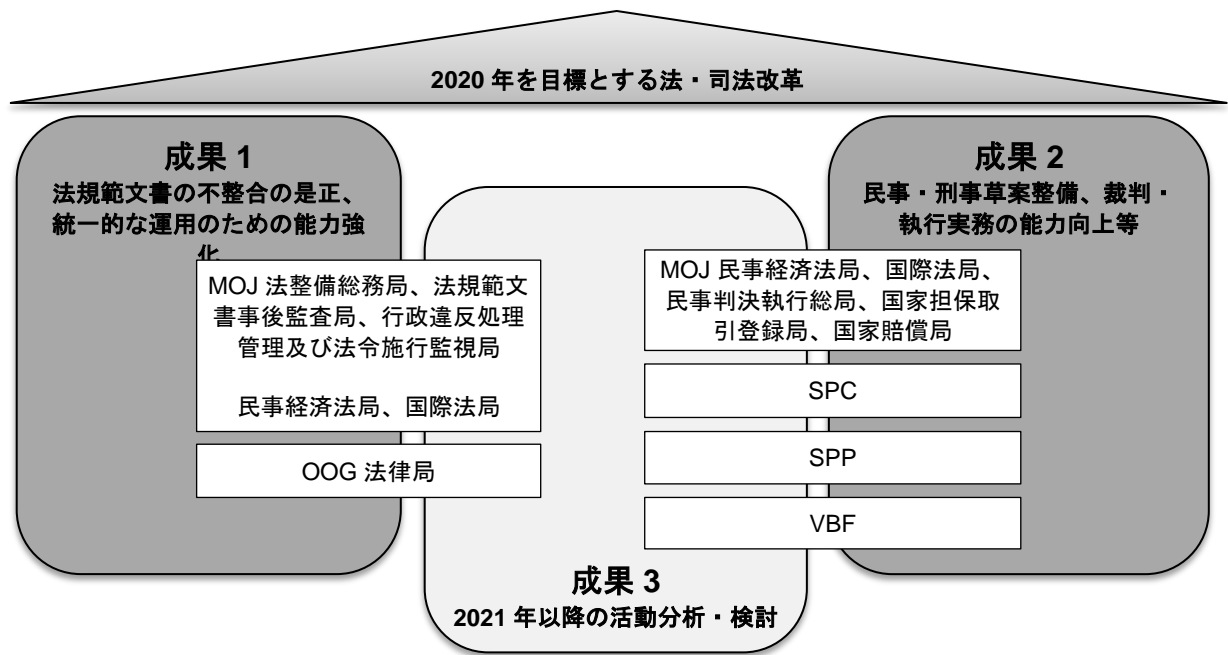 2020 年を目標とする法・司法改革
成果 1
法規範文書の不整合の是正、
統一的な運用のための能力強
化
MOJ 法整備総務局、法規範文
書事後監査局、行政違反処理
管理及び法令施行監視局
民事経済法局、国際法局
OOG 法律局
成果 2
民事・刑事草案整備、裁判・
執行実務の能力向上等
MOJ 民事経済法局、国際法局、
民事判決執行総局、国家担保取
引登録局、国家賠償局
SPC
SPP
VBF
成果 3
2021 年以降の活動分析・検討